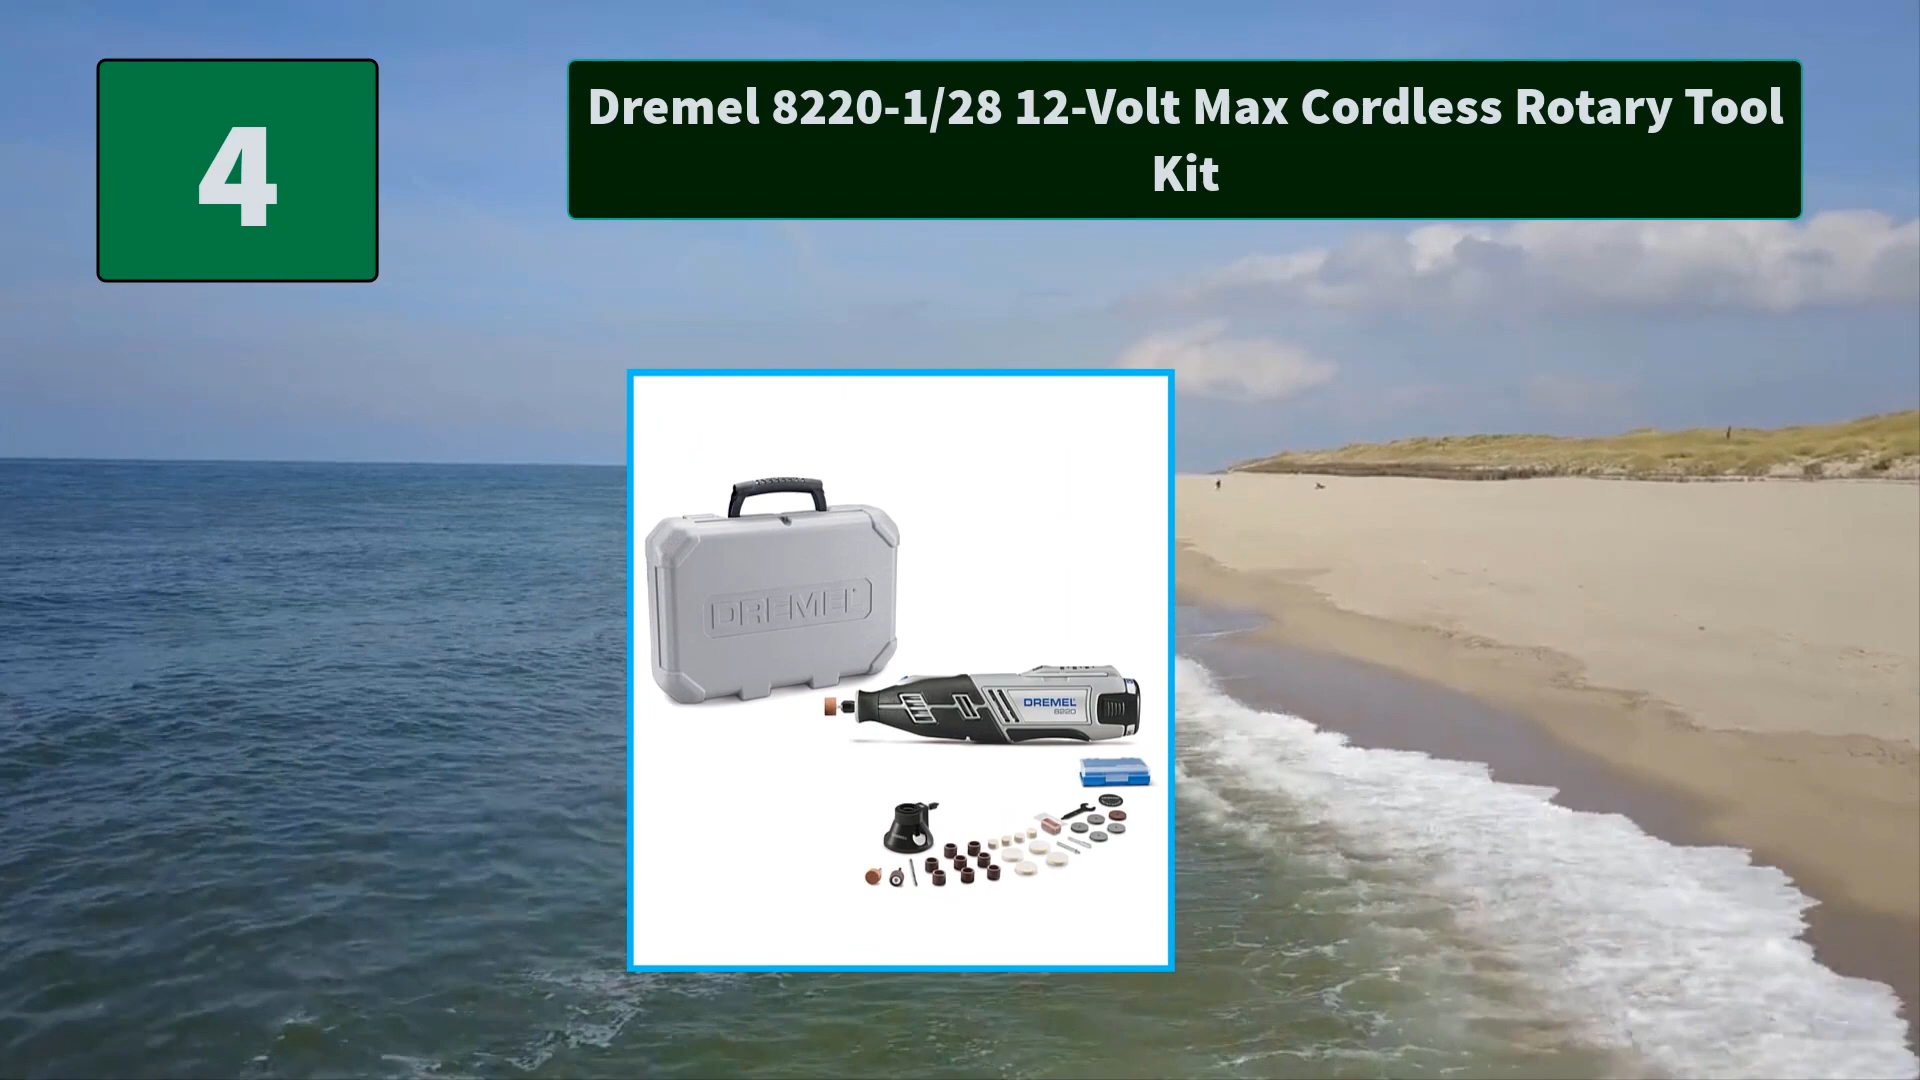 4
Dremel 8220-1/28 12-Volt Max Cordless Rotary Tool
Kit
DREMEL
DREMEL
8220